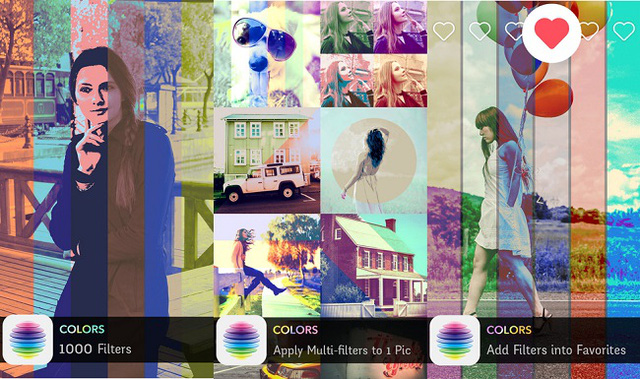 COLORS
1000 Filters
COLORS
Apply Multi-filters to 1 Pic
COLORS
Add Filters into Favorites